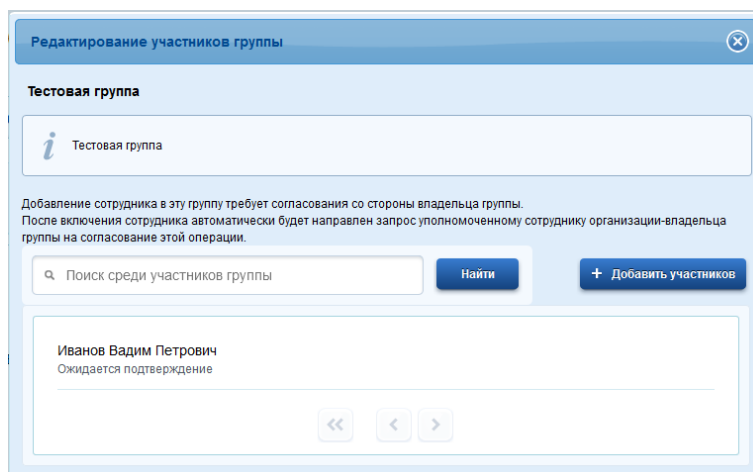 Редактирование участников группы
Тестовая группа
Тестовая группа
Добавление сотрудника в эту группу требует согласования со стороны владельца группы.
После включения сотрудника автоматически будет направлен запрос уполномоченному сотруднику организации-владельца
группы на согласование этой операции.
Поиск среди участников группы
Найти
+ Добавить участников
Иванов Вадим Петрович
Ожидается подтверждение